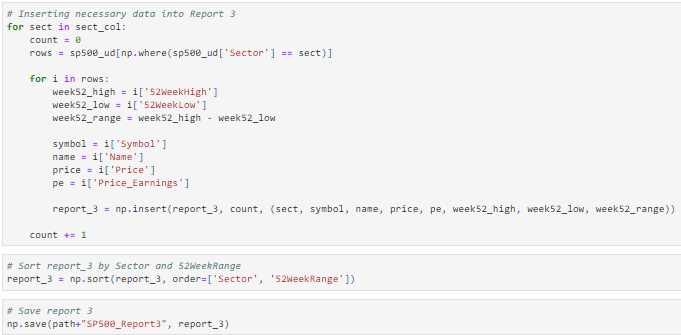 # Inserting necessary data into Report 3
for sect in sect_col:
    count = 0
    rows = sp500_ud[np.where(sp500_ud['Sector'] == sect)]

    for i in rows:
        week52_high = i['52WeekHigh']
        week52_low = i['52WeekLow']
        week52_range = week52_high - week52_low

        symbol = i['Symbol']
        name = i['Name']
        price = i['Price']
        pe = i['Price_Earnings']

        report_3 = np.insert(report_3, count, (sect, symbol, name, price, pe, week52_high, week52_low, week52_range))

    count += 1
# Sort report_3 by Sector and 52WeekRange
report_3 = np.sort(report_3, order=['Sector', '52WeekRange'])
# Save report 3
np.save(path+"SP500_Report3", report_3)